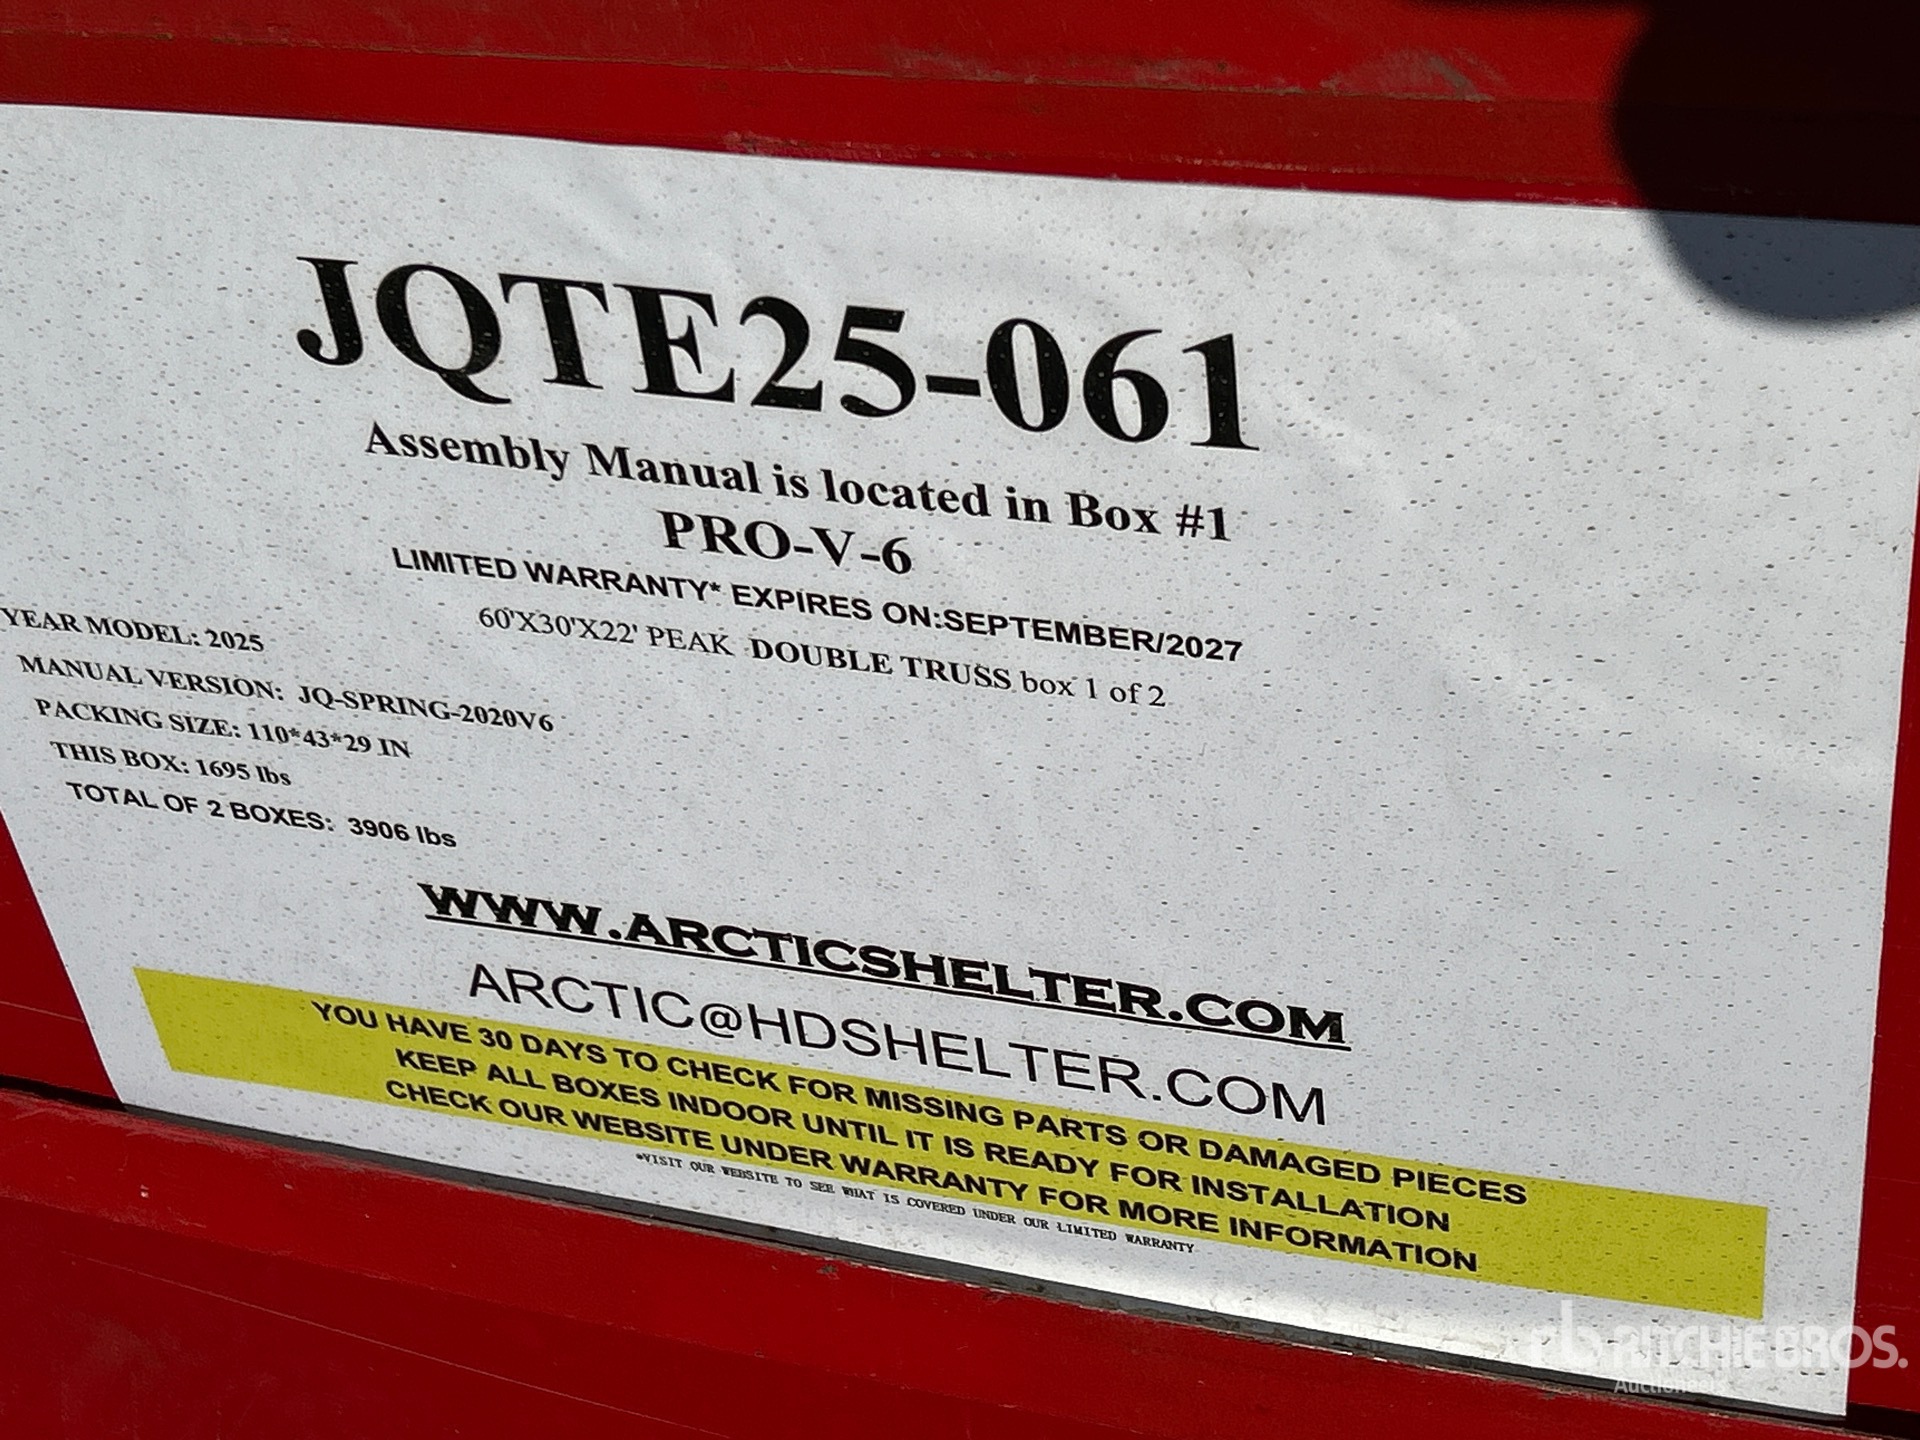 JQTE25-061
Assembly Manual is located in Box #1
PRO-V-6
LIMITED WARRANTY* EXPIRES ON:SEPTEMBER/2027
60'X30'X22' PEAK DOUBLE TRUSS box 1 of 2
YEAR MODEL: 2025
MANUAL VERSION: JQ-SPRING-2020V6
PACKING SIZE: 110*43*29 IN
THIS BOX: 1695 lbs
TOTAL OF 2 BOXES: 3906 lbs
WWW.ARCTICSHELTER.COM
ARCTIC@HDSHELTER.COM
YOU HAVE 30 DAYS TO CHECK FOR MISSING PARTS OR DAMAGED PIECES
KEEP ALL BOXES INDOOR UNTIL IT IS READY FOR INSTALLATION
CHECK OUR WEBSITE UNDER WARRANTY FOR MORE INFORMATION
*VISIT OUR WEBSITE TO SEE WHAT IS COVERED UNDER OUR LIMITED WARRANTY
rb RITCHIE BROS.
Auctioneers